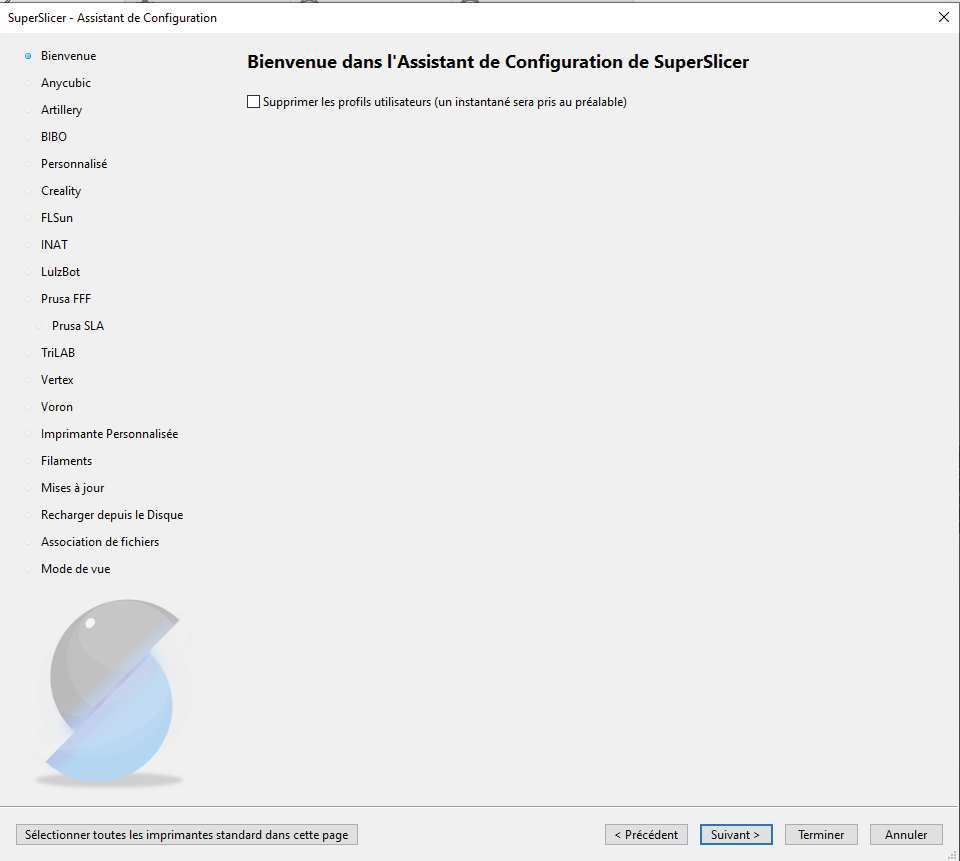 SuperSlicer - Assistant de Configuration
Bienvenue
Anycubic
Artillery
BIBO
Personnalisé
Creality
FLSun
INAT
LulzBot
Prusa FFF
Prusa SLA
TriLAB
Vertex
Voron
Imprimante Personnalisée
Filaments
Mises à jour
Recharger depuis le Disque
Association de fichiers
Mode de vue
Bienvenue dans l'Assistant de Configuration de SuperSlicer
Supprimer les profils utilisateurs (un instantané sera pris au préalable)
Sélectionner toutes les imprimantes standard dans cette page
< Précédent
Suivant >
Terminer
Annuler